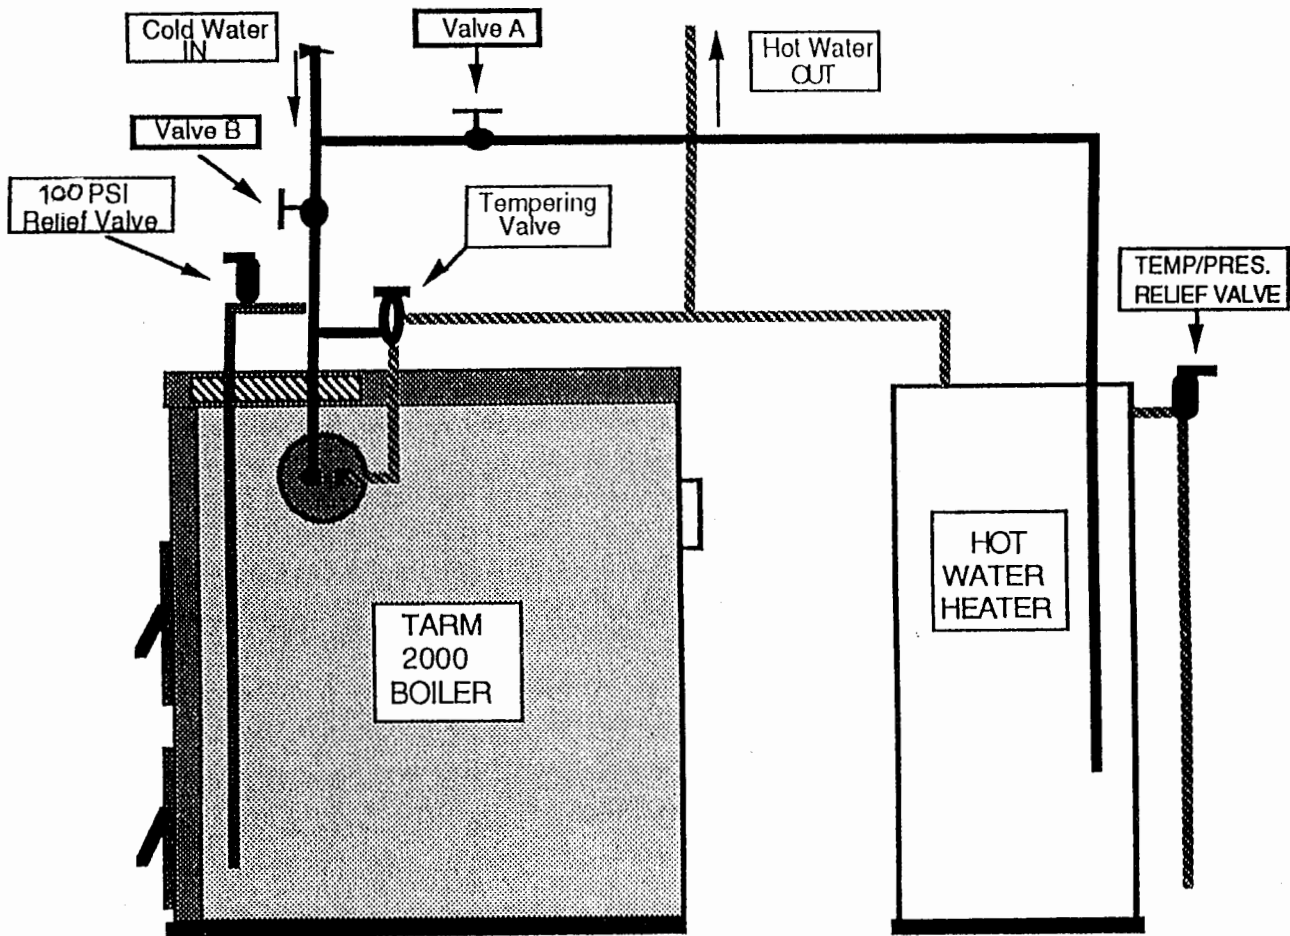 Cold Water
IN
Valve A
Hot Water
OUT
Valve B
100 PSI
Relief Valve
Tempering
Valve
TEMP/PRES.
RELIEF VALVE
HOT
WATER
HEATER
TARM
2000
BOILER